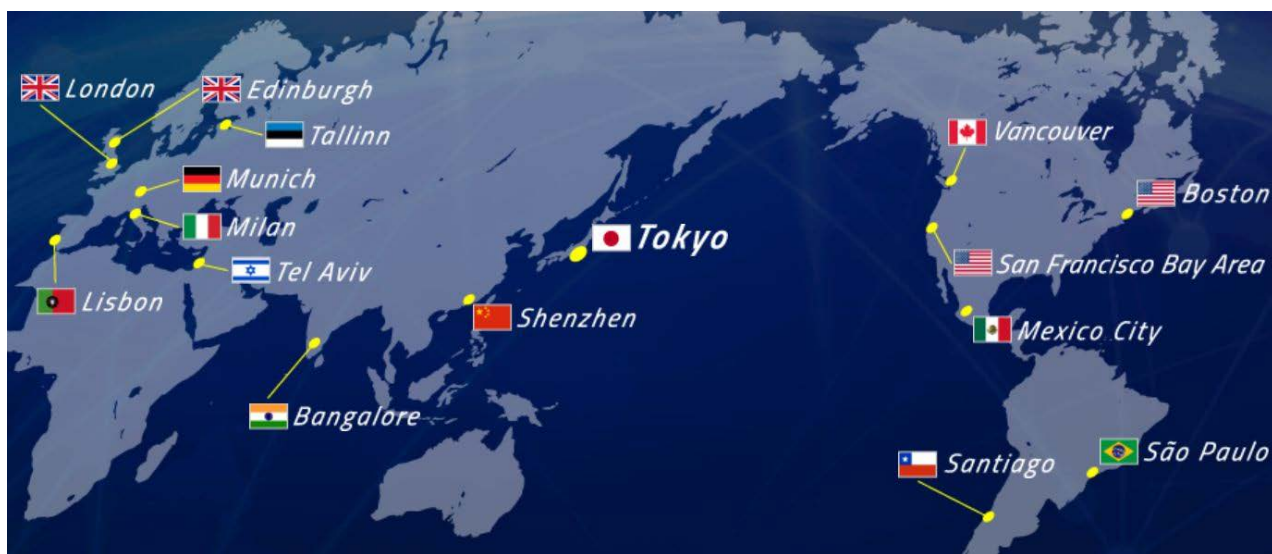 London
Edinburgh
Tallinn
Munich
Milan
Tel Aviv
Lisbon
Bangalore
Shenzhen
Tokyo
Vancouver
Boston
San Francisco Bay Area
Mexico City
Santiago
São Paulo